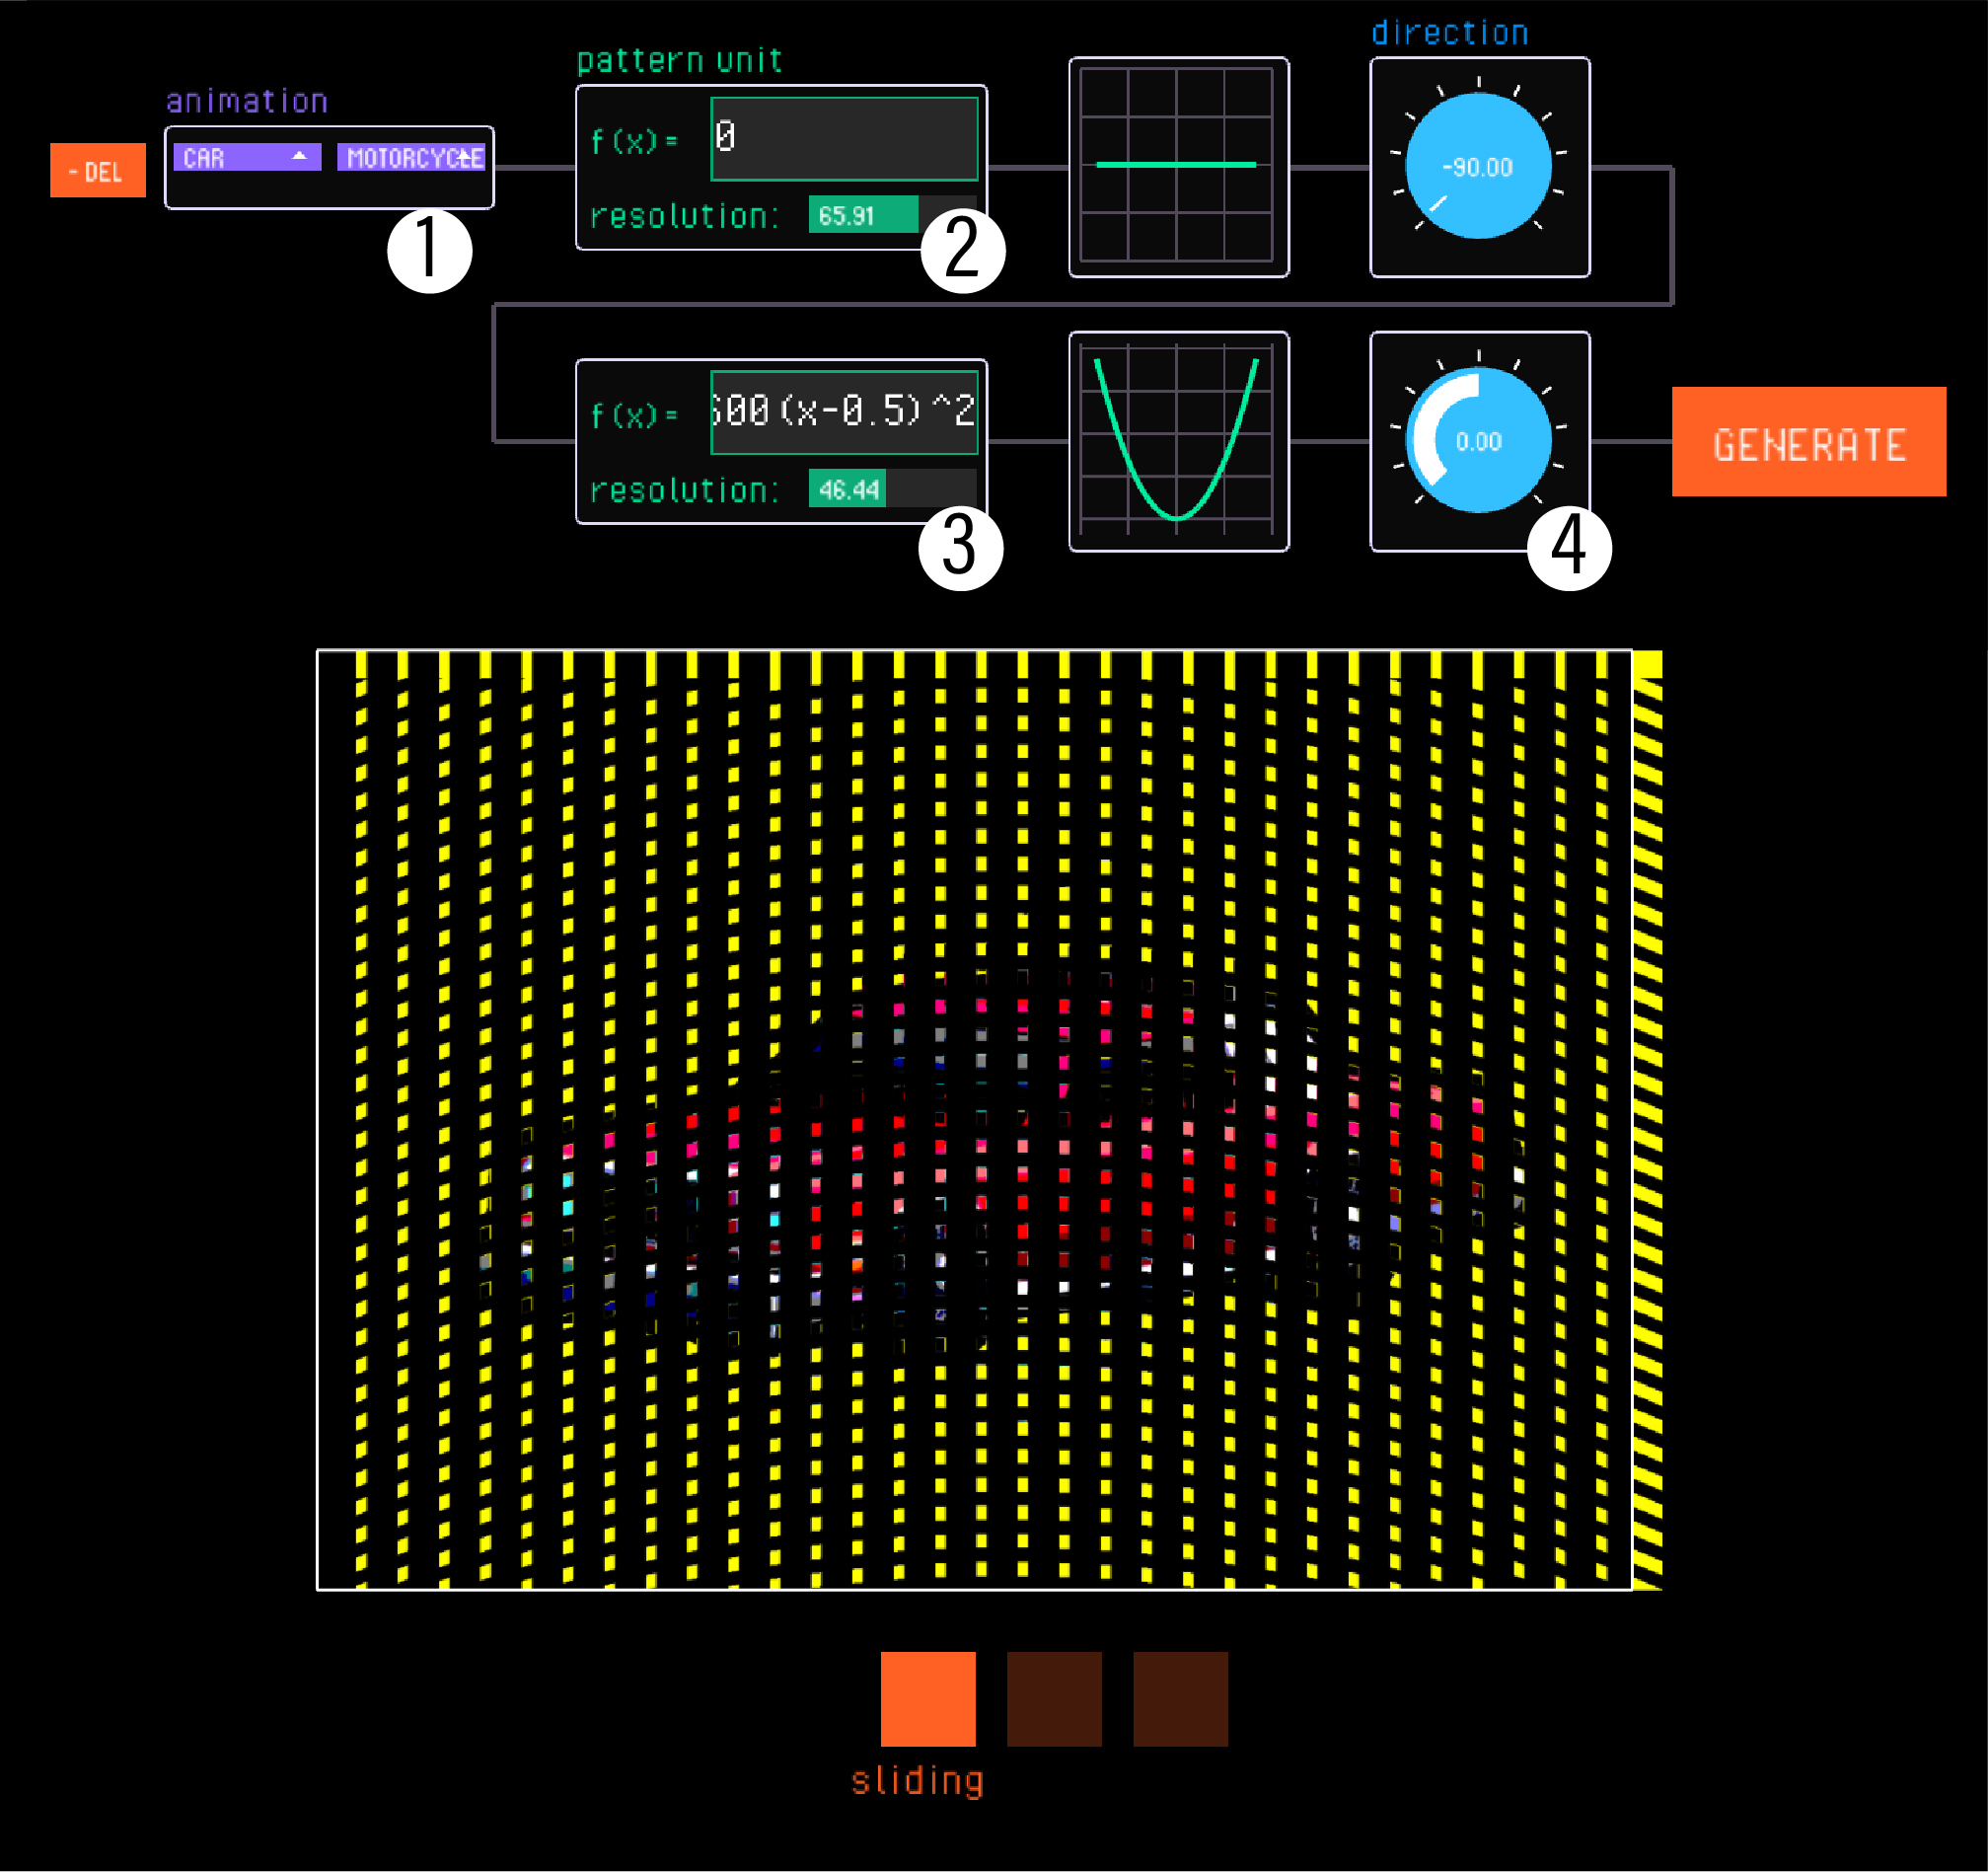 direction
pattern unit
animation
- DEL
CAR
MOTORCYCLE
f(x)=
0
resolution:
65.91
-90.00
1
2
f(x)=
600(x-0.5)^2
resolution:
46.44
0.00
GENERATE
3
4
sliding